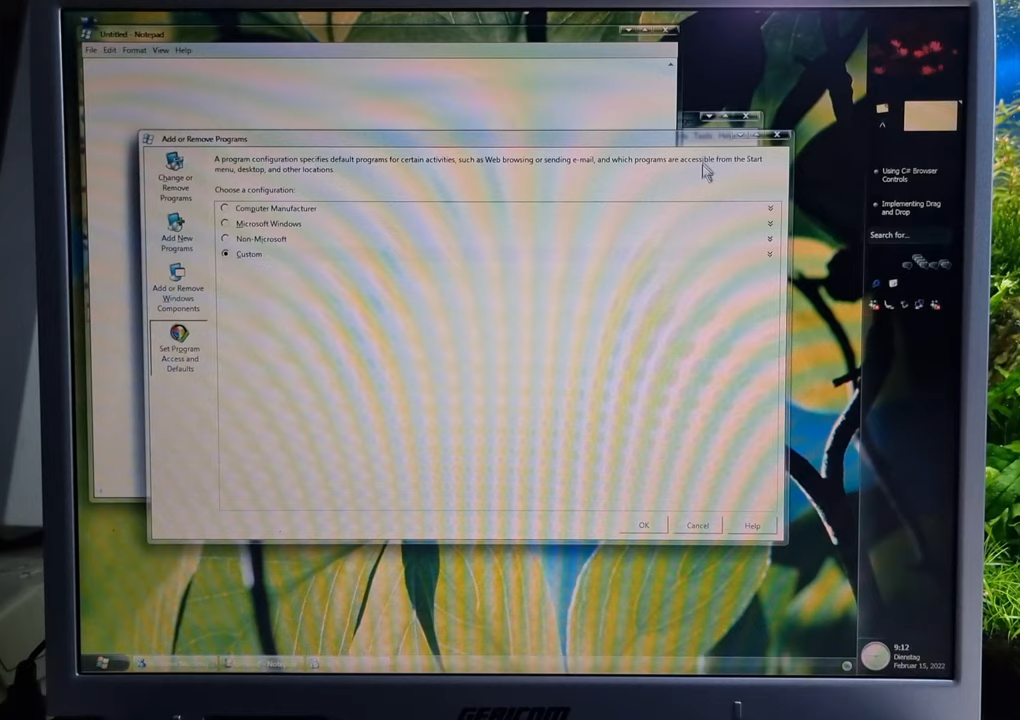 Untitled - Notepad
File Edit Format View Help
Tools Help
Add or Remove Programs
Change or
Remove
Programs
Add New
Programs
Add or Remove
Windows
Components
Set Program
Access and
Defaults
A program configuration specifies default programs for certain activities, such as Web browsing or sending e-mail, and which programs are accessible from the Start
menu, desktop, and other locations.
Choose a configuration:
Computer Manufacturer
Microsoft Windows
Non-Microsoft
Custom
OK Cancel Help
Using C# Browser
Controls
Implementing Drag
and Drop
Search for...
9:12
Dienstag
Februar 15, 2022
GERICOM